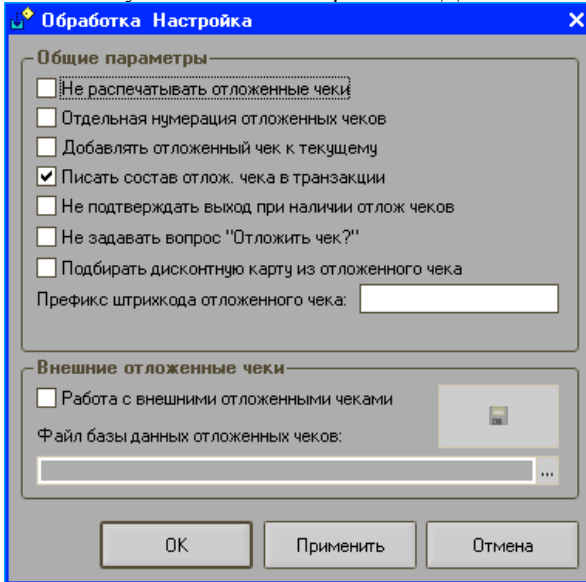 Обработка Настройка
Общие параметры
Не распечатывать отложенные чеки
Отдельная нумерация отложенных чеков
Добавлять отложенный чек к текущему
Писать состав отлож. чека в транзакции
Не подтверждать выход при наличии отлож чеков
Не задавать вопрос "Отложить чек?"
Подбирать дисконтную карту из отложенного чека
Префикс штрихкода отложенного чека:
Внешние отложенные чеки
Работа с внешними отложенными чеками
Файл базы данных отложенных чеков:
...
ОК
Применить
Отмена